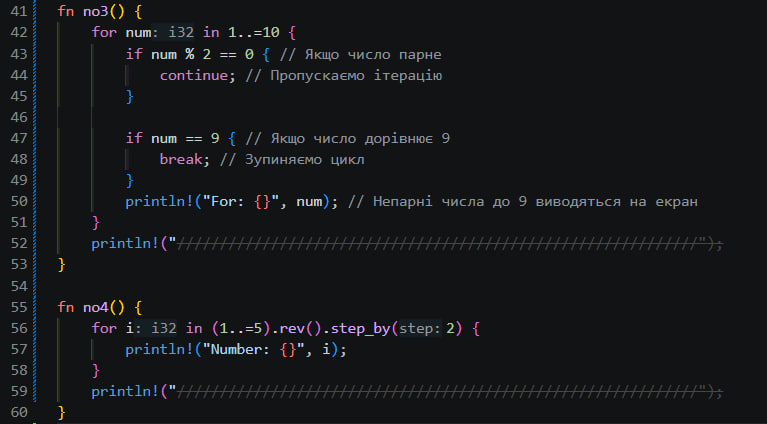 41 fn no3() {
42     for num: i32 in 1..=10 {
43         if num % 2 == 0 { // Якщо число парне
44             continue; // Пропускаємо ітерацію
45         }
46
47         if num == 9 { // Якщо число дорівнює 9
48             break; // Зупиняємо цикл
49         }
50         println!("For: {}", num); // Непарні числа до 9 виводяться на екран
51     }
52     println!("/////////////////////////////////////////////////////////////");
53 }
54
55 fn no4() {
56     for i: i32 in (1..=5).rev().step_by(step: 2) {
57         println!("Number: {}", i);
58     }
59     println!("/////////////////////////////////////////////////////////////");
60 }